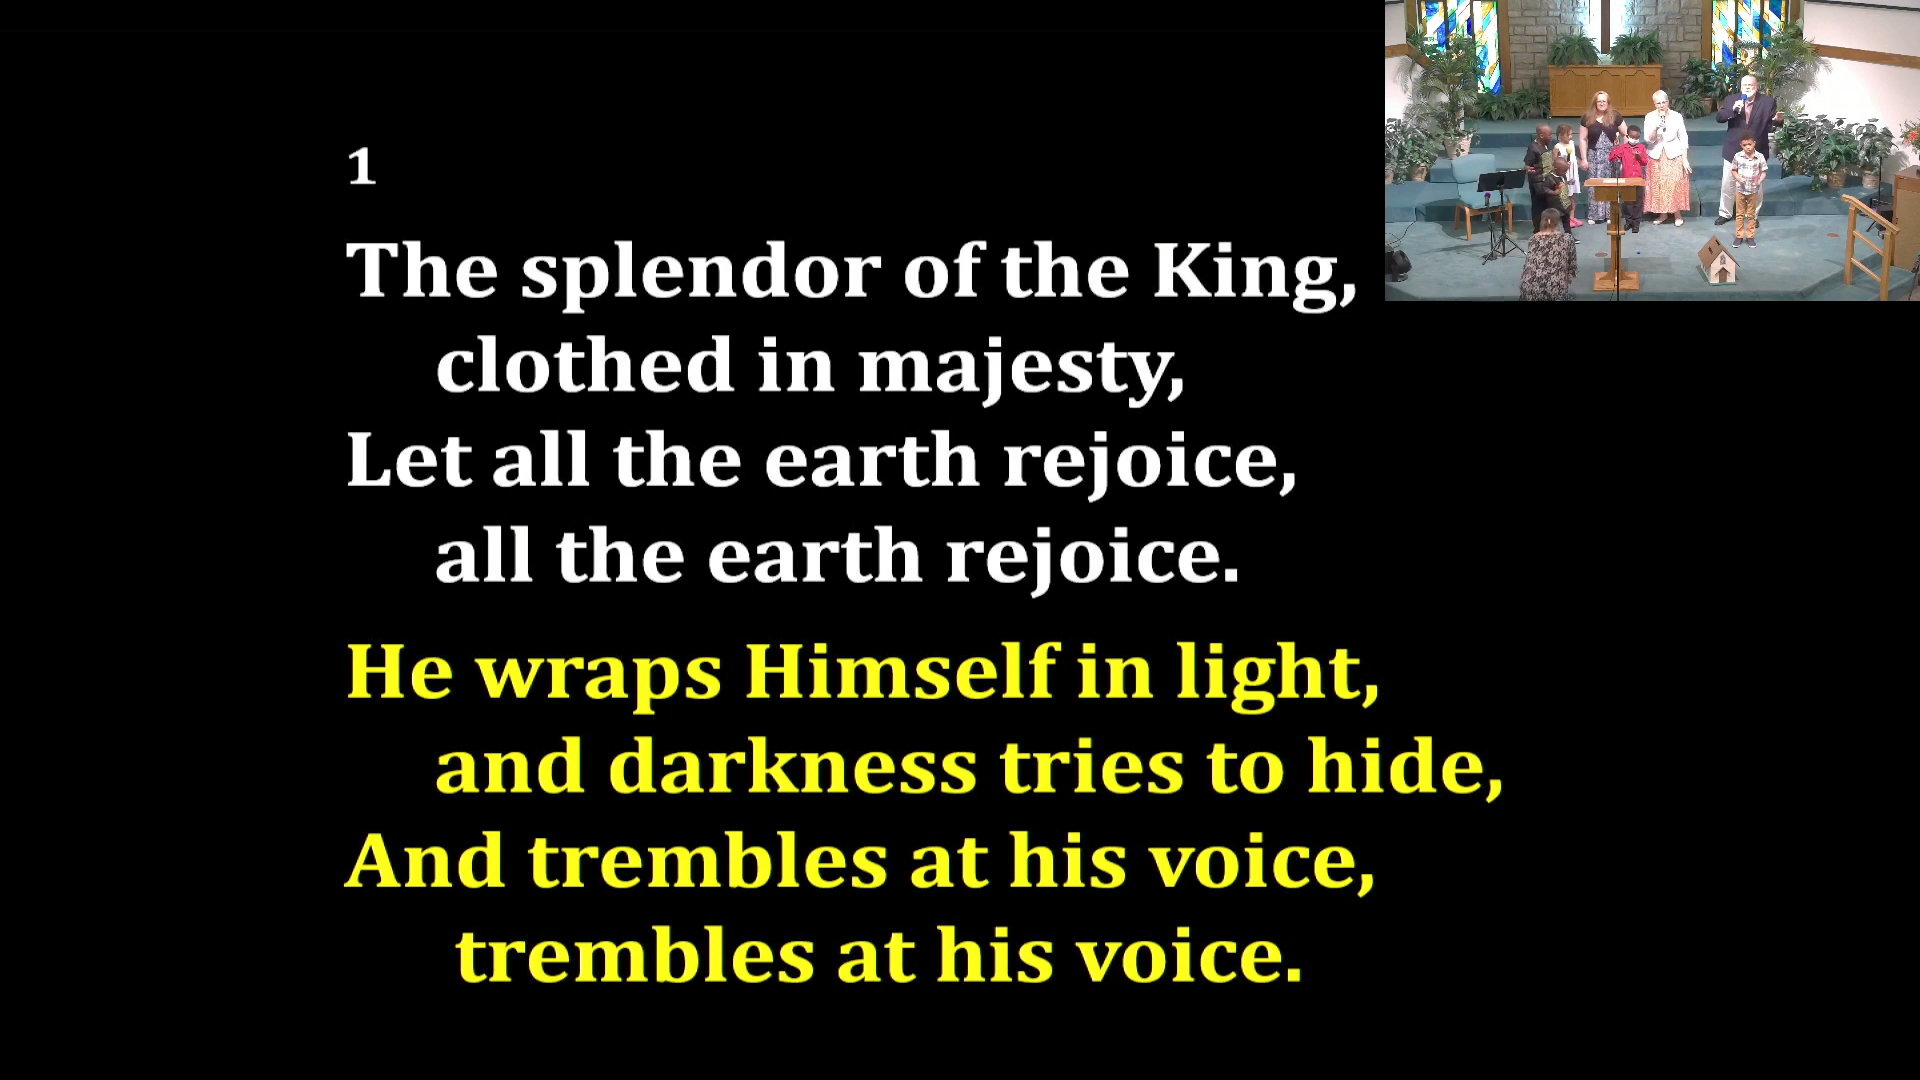 1
The splendor of the King,
clothed in majesty,
Let all the earth rejoice,
all the earth rejoice.
He wraps Himself in light,
and darkness tries to hide,
And trembles at his voice,
trembles at his voice.